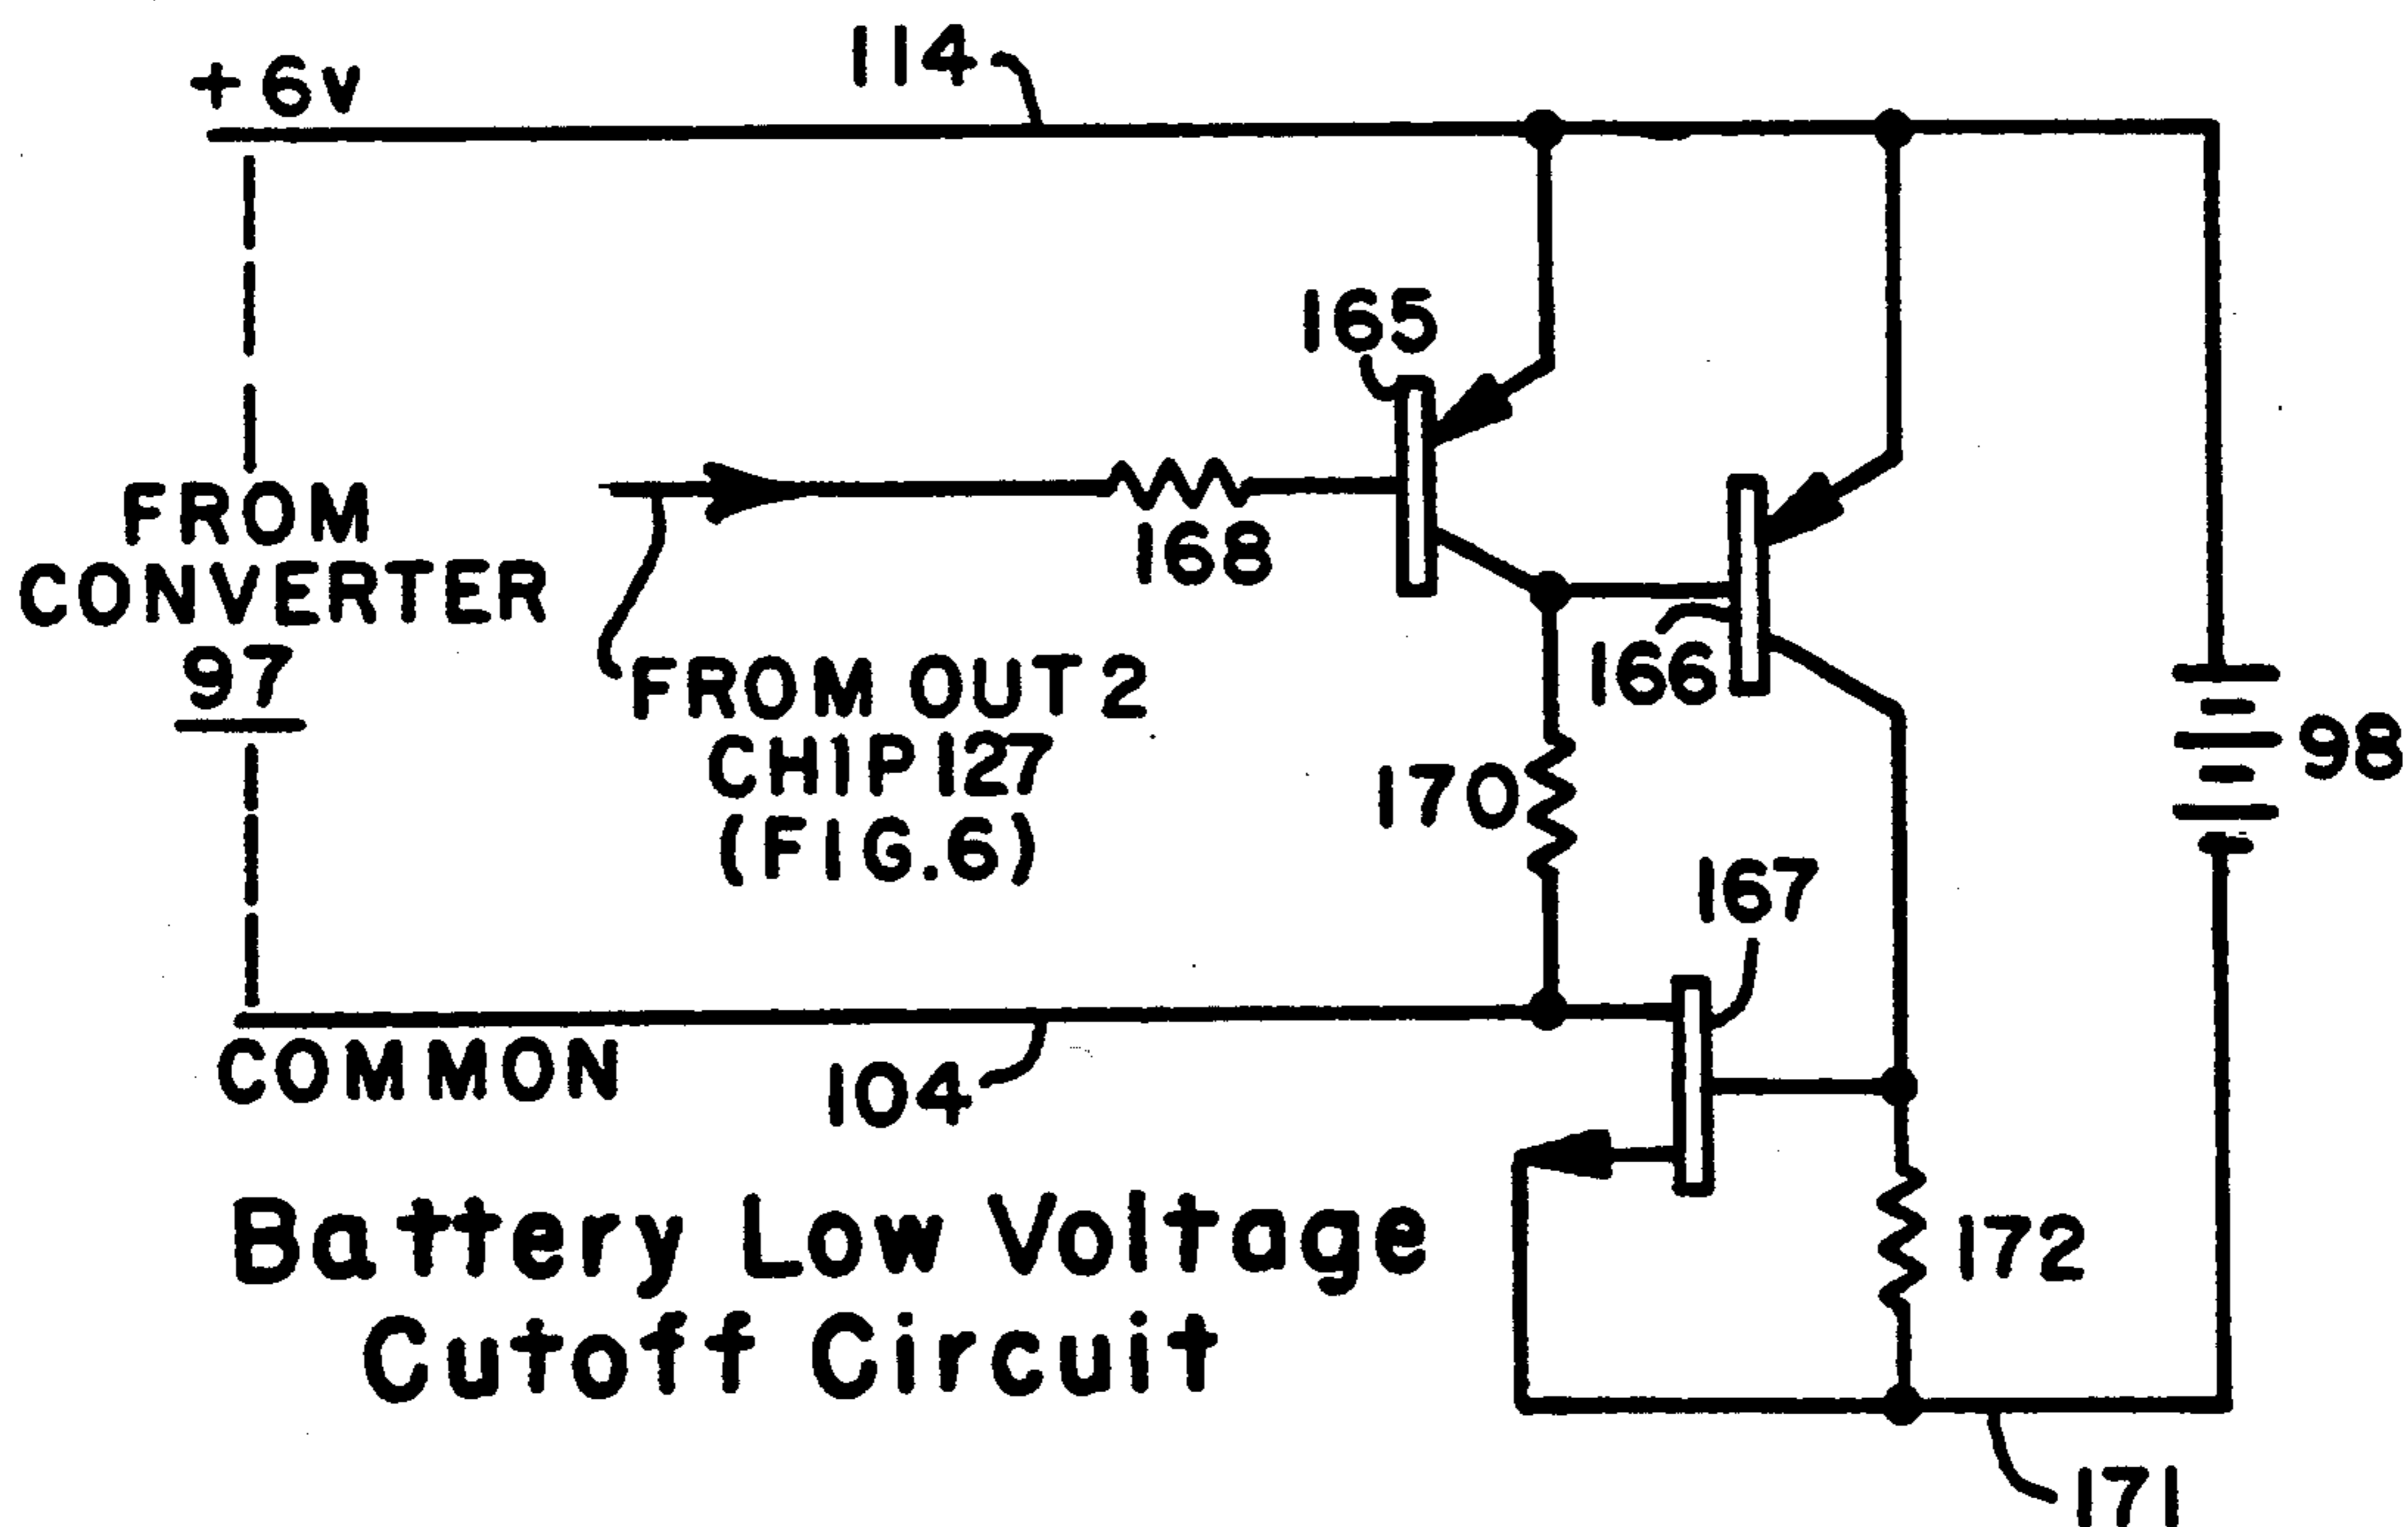 +6v
114
165
FROM
CONVERTER
97
168
FROM OUT 2
CHIP 127
(FIG.6)
166
98
170
167
COMMON
104
Battery Low Voltage
Cutoff Circuit
172
171